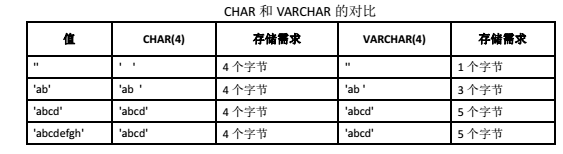 CHAR 和 VARCHAR 的对比
值 CHAR(4) 存储需求 VARCHAR(4) 存储需求
'' '  ' 4 个字节 '' 1 个字节
'ab' 'ab ' 4 个字节 'ab ' 3 个字节
'abcd' 'abcd' 4 个字节 'abcd' 5 个字节
'abcdefgh' 'abcd' 4 个字节 'abcd' 5 个字节